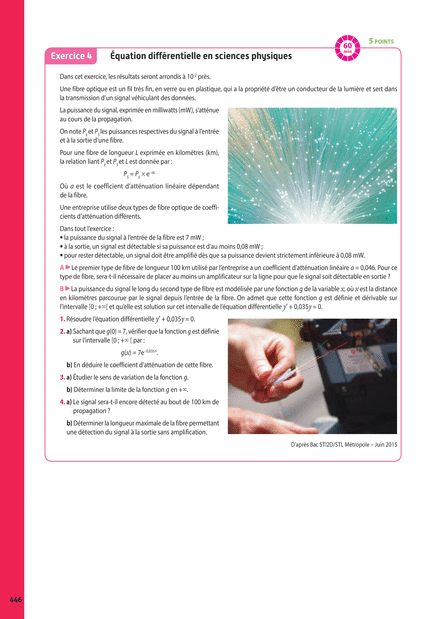 5 POINTS
60
min
Exercice 4 Équation différentielle en sciences physiques
Dans cet exercice, les résultats seront arrondis à 10⁻² près.
Une fibre optique est un fil très fin, en verre ou en plastique, qui a la propriété d'être un conducteur de la lumière et sert dans
la transmission d'un signal véhiculant des données.
La puissance du signal, exprimée en milliwatts (mW), s'atténue
au cours de la propagation.
On note P_E et P_S les puissances respectives du signal à l'entrée
et à la sortie d'une fibre.
Pour une fibre de longueur L exprimée en kilomètres (km),
la relation liant P_E et P_S et L est donnée par :
P_S = P_E × e⁻ᵃᴸ
Où a est le coefficient d'atténuation linéaire dépendant
de la fibre.
Une entreprise utilise deux types de fibre optique de coeffi-
cients d'atténuation différents.
Dans tout l'exercice :
• la puissance du signal à l'entrée de la fibre est 7 mW ;
• à la sortie, un signal est détectable si sa puissance est d'au moins 0,08 mW ;
• pour rester détectable, un signal doit être amplifié dès que sa puissance devient strictement inférieure à 0,08 mW.
A ▶ Le premier type de fibre de longueur 100 km utilisé par l'entreprise a un coefficient d'atténuation linéaire a = 0,046. Pour ce
type de fibre, sera-t-il nécessaire de placer au moins un amplificateur sur la ligne pour que le signal soit détectable en sortie ?
B ▶ La puissance du signal le long du second type de fibre est modélisée par une fonction g de la variable x, où x est la distance
en kilomètres parcourue par le signal depuis l'entrée de la fibre. On admet que cette fonction g est définie et dérivable sur
l'intervalle [0 ; +∞[ et qu'elle est solution sur cet intervalle de l'équation différentielle y' + 0,035y = 0.
1. Résoudre l'équation différentielle y' + 0,035y = 0.
2. a) Sachant que g(0) = 7, vérifier que la fonction g est définie
sur l'intervalle [0 ; +∞ [ par :
g(x) = 7e⁻⁰,⁰³⁵ˣ.
b) En déduire le coefficient d'atténuation de cette fibre.
3. a) Étudier le sens de variation de la fonction g.
b) Déterminer la limite de la fonction g en +∞.
4. a) Le signal sera-t-il encore détecté au bout de 100 km de
propagation ?
b) Déterminer la longueur maximale de la fibre permettant
une détection du signal à la sortie sans amplification.
D'après Bac STI2D/STL Métropole – Juin 2015
446